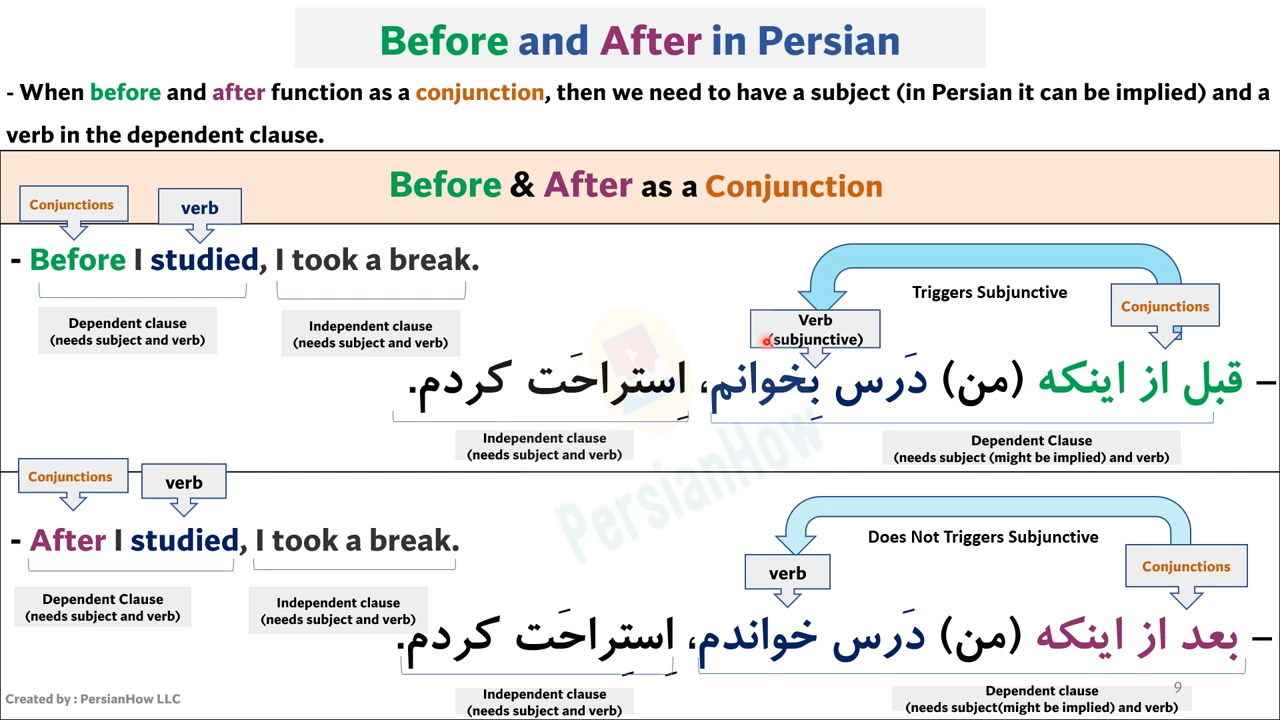 Before and After in Persian
- When before and after function as a conjunction, then we need to have a subject (in Persian it can be implied) and a
verb in the dependent clause.
Before & After as a Conjunction
Conjunctions
verb
- Before I studied, I took a break.
Dependent clause
(needs subject and verb)
Independent clause
(needs subject and verb)
Triggers Subjunctive
Conjunctions
Verb
(subjunctive)
– قبل از اینکه (من) دَرس بِخوانم، اِستراحَت کردم.
Independent clause
(needs subject and verb)
Dependent Clause
(needs subject (might be implied) and verb)
Conjunctions
verb
- After I studied, I took a break.
Dependent Clause
(needs subject and verb)
Independent clause
(needs subject and verb)
Does Not Triggers Subjunctive
Conjunctions
verb
– بعد از اینکه (من) دَرس خواندم، اِستِراحَت کردم.
Independent clause
(needs subject and verb)
Dependent clause
(needs subject(might be implied) and verb)
9
Created by : PersianHow LLC
PersianHow